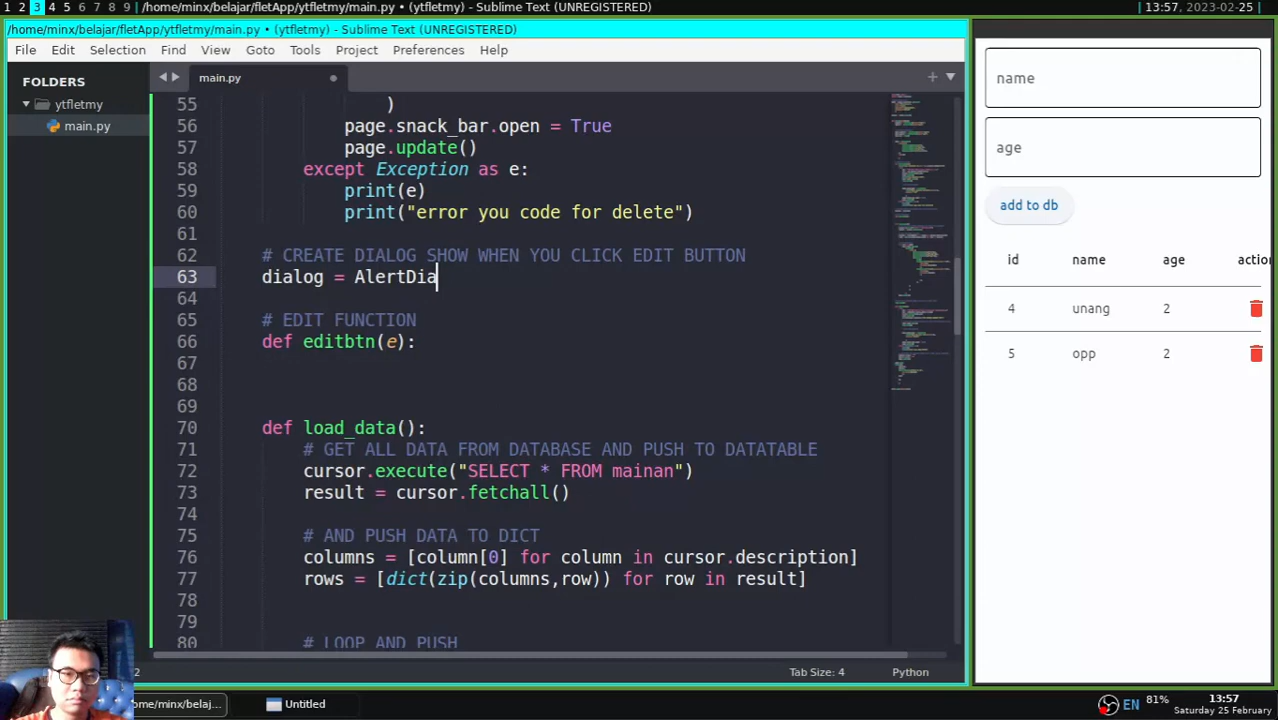 1 2 3 4 5 6 7 8 9 /home/minx/belajar/fletApp/ytfletmy/main.py • (ytfletmy) - Sublime Text (UNREGISTERED) 13:57, 2023-02-25
/home/minx/belajar/fletApp/ytfletmy/main.py • (ytfletmy) - Sublime Text (UNREGISTERED)
File Edit Selection Find View Goto Tools Project Preferences Help
FOLDERS
ytfletmy
main.py
main.py
55 )
56 page.snack_bar.open = True
57 page.update()
58 except Exception as e:
59 print(e)
60 print("error you code for delete")
61
62 # CREATE DIALOG SHOW WHEN YOU CLICK EDIT BUTTON
63 dialog = AlertDia
64
65 # EDIT FUNCTION
66 def editbtn(e):
67
68
69
70 def load_data():
71 # GET ALL DATA FROM DATABASE AND PUSH TO DATATABLE
72 cursor.execute("SELECT * FROM mainan")
73 result = cursor.fetchall()
74
75 # AND PUSH DATA TO DICT
76 columns = [column[0] for column in cursor.description]
77 rows = [dict(zip(columns,row)) for row in result]
78
79
80 # LOOP AND PUSH
Tab Size: 4 Python
name
age
add to db
id name age action
4 unang 2
5 opp 2
ome/minx/belaj... Untitled
EN 81% 13:57
Saturday 25 February